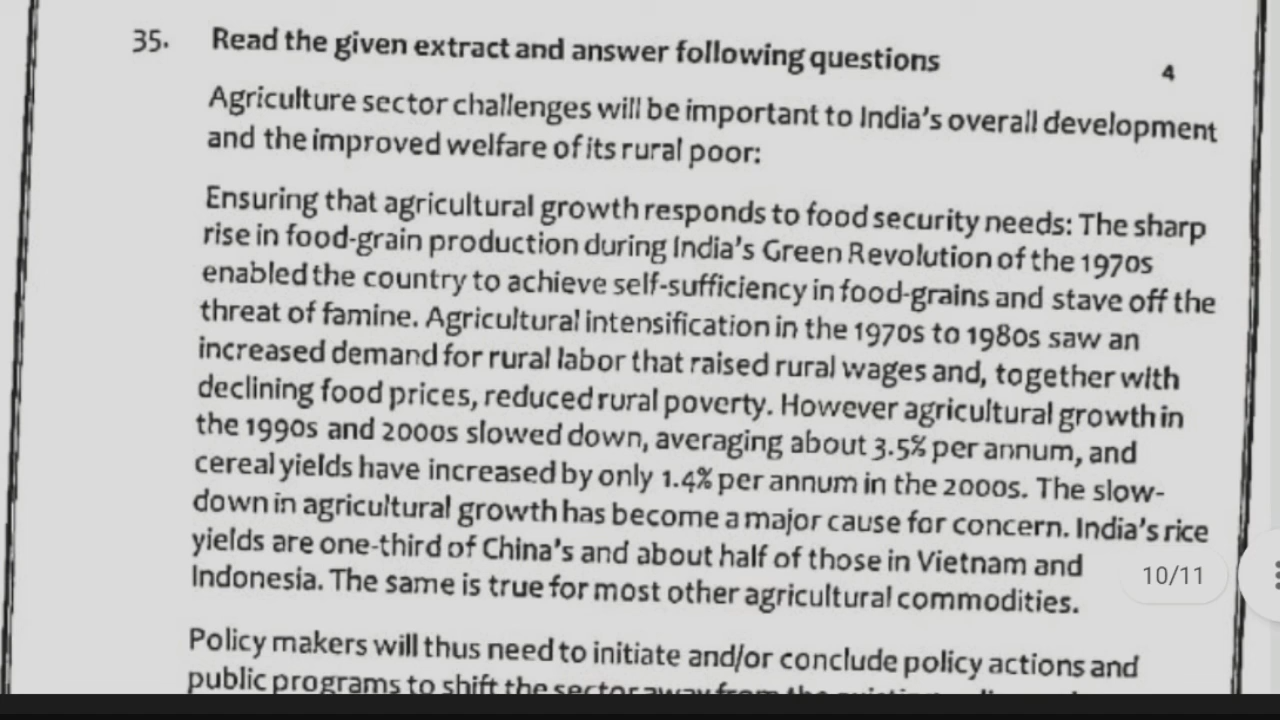 35. Read the given extract and answer following questions
4
Agriculture sector challenges will be important to India's overall development
and the improved welfare of its rural poor:
Ensuring that agricultural growth responds to food security needs: The sharp
rise in food-grain production during India's Green Revolution of the 1970s
enabled the country to achieve self-sufficiency in food-grains and stave off the
threat of famine. Agricultural intensification in the 1970s to 1980s saw an
increased demand for rural labor that raised rural wages and, together with
declining food prices, reduced rural poverty. However agricultural growth in
the 1990s and 2000s slowed down, averaging about 3.5% per annum, and
cereal yields have increased by only 1.4% per annum in the 2000s. The slow-
down in agricultural growth has become a major cause for concern. India's rice
yields are one-third of China's and about half of those in Vietnam and
Indonesia. The same is true for most other agricultural commodities.
10/11
Policy makers will thus need to initiate and/or conclude policy actions and
public programs to shift the sector away from the